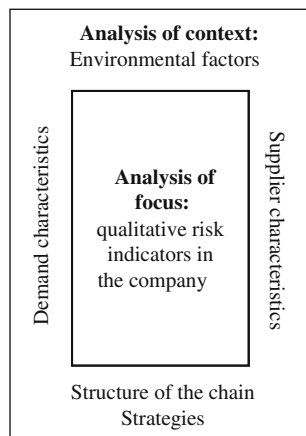 Analysis of context:
Environmental factors
Demand characteristics
Analysis of
focus:
qualitative risk
indicators in
the company
Supplier characteristics
Structure of the chain
Strategies